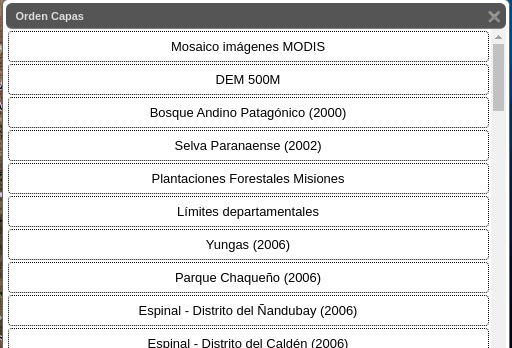 Orden Capas
Mosaico imágenes MODIS
DEM 500M
Bosque Andino Patagónico (2000)
Selva Paranaense (2002)
Plantaciones Forestales Misiones
Límites departamentales
Yungas (2006)
Parque Chaqueño (2006)
Espinal - Distrito del Ñandubay (2006)
Espinal - Distrito del Caldén (2006)